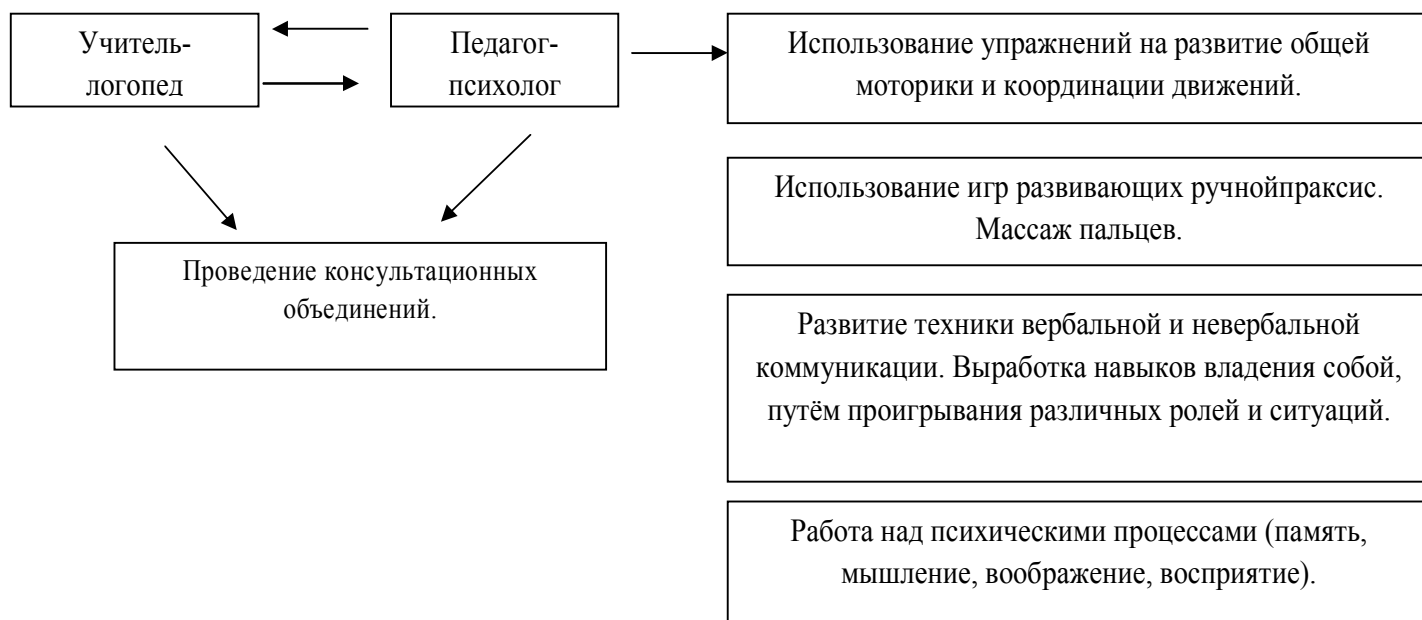 Учитель-
логопед
Педагог-
психолог
Использование упражнений на развитие общей
моторики и координации движений.
Использование игр развивающих ручнойпраксис.
Массаж пальцев.
Проведение консультационных
объединений.
Развитие техники вербальной и невербальной
коммуникации. Выработка навыков владения собой,
путём проигрывания различных ролей и ситуаций.
Работа над психическими процессами (память,
мышление, воображение, восприятие).